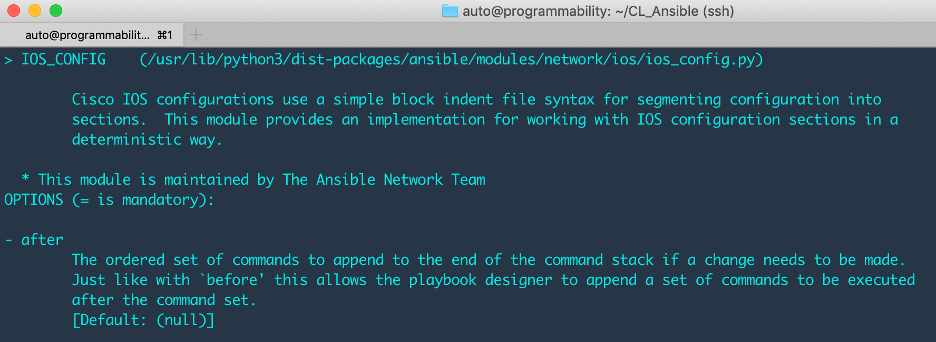 auto@programmability: ~/CL_Ansible (ssh)
auto@programmabilit... ⌘1
> IOS_CONFIG    (/usr/lib/python3/dist-packages/ansible/modules/network/ios/ios_config.py)
Cisco IOS configurations use a simple block indent file syntax for segmenting configuration into
sections.  This module provides an implementation for working with IOS configuration sections in a
deterministic way.
* This module is maintained by The Ansible Network Team
OPTIONS (= is mandatory):
- after
The ordered set of commands to append to the end of the command stack if a change needs to be made.
Just like with `before' this allows the playbook designer to append a set of commands to be executed
after the command set.
[Default: (null)]